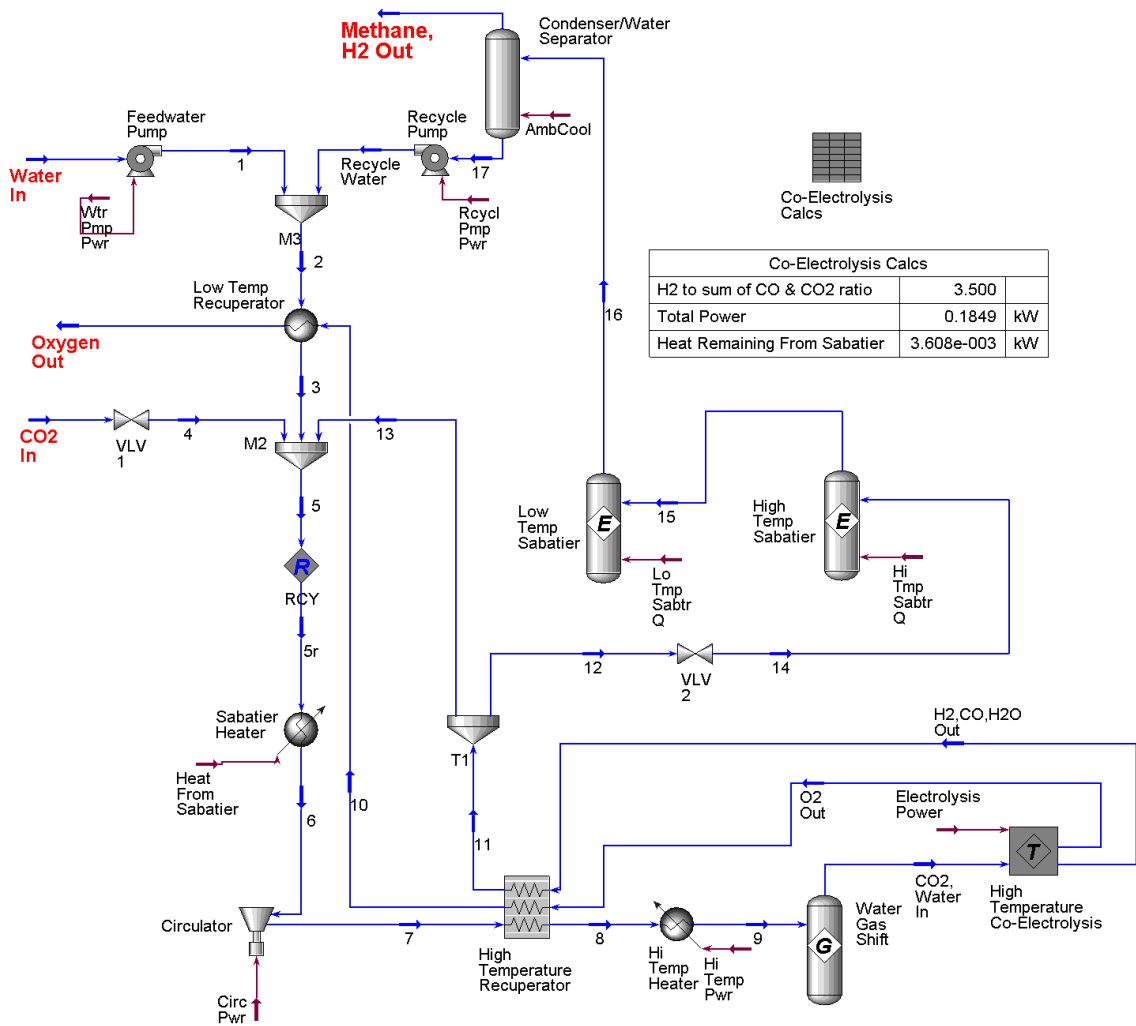 Methane,
H2 Out
Condenser/Water
Separator
Feedwater
Pump
Recycle
Pump
AmbCool
1
Recycle
Water
17
Water
In
Wtr
Pmp
Pwr
Rcycl
Pmp
Pwr
M3
Co-Electrolysis
Calcs
2
Low Temp
Recuperator
Co-Electrolysis Calcs
H2 to sum of CO & CO2 ratio 3.500
Total Power 0.1849 kW
Heat Remaining From Sabatier 3.608e-003 kW
16
Oxygen
Out
3
CO2
In
VLV
1
4
M2
13
5
Low
Temp
Sabatier
E
15
High
Temp
Sabatier
E
R
RCY
Lo
Tmp
Sabtr
Q
Hi
Tmp
Sabtr
Q
5r
12
VLV
2
14
Sabatier
Heater
T1
H2,CO,H2O
Out
Heat
From
Sabatier
10
11
O2
Out
Electrolysis
Power
6
T
CO2,
Water
In
High
Temperature
Co-Electrolysis
Circulator
7
High
Temperature
Recuperator
8
Hi
Temp
Heater
Hi
Temp
Pwr
9
Water
Gas
Shift
G
Circ
Pwr